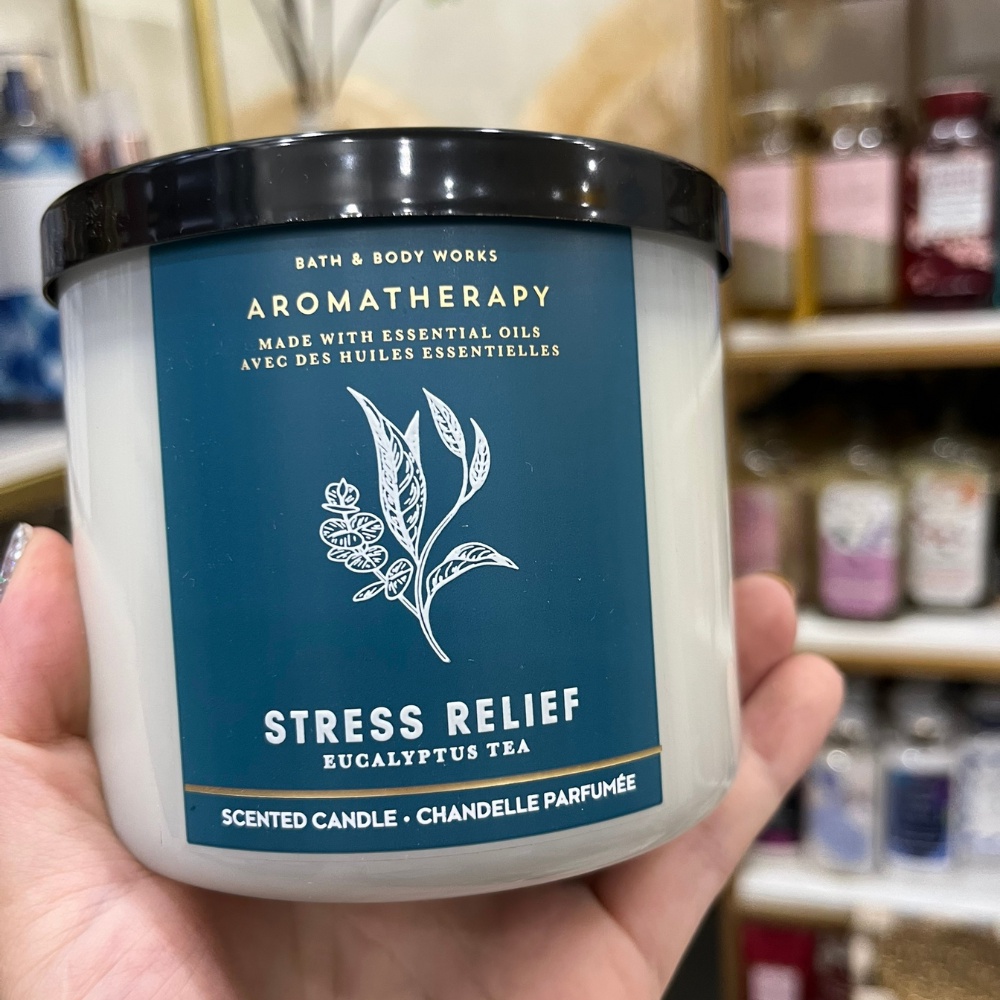 BATH & BODY WORKS
AROMATHERAPY
MADE WITH ESSENTIAL OILS
AVEC DES HUILES ESSENTIELLES
STRESS RELIEF
EUCALYPTUS TEA
SCENTED CANDLE • CHANDELLE PARFUMÉE